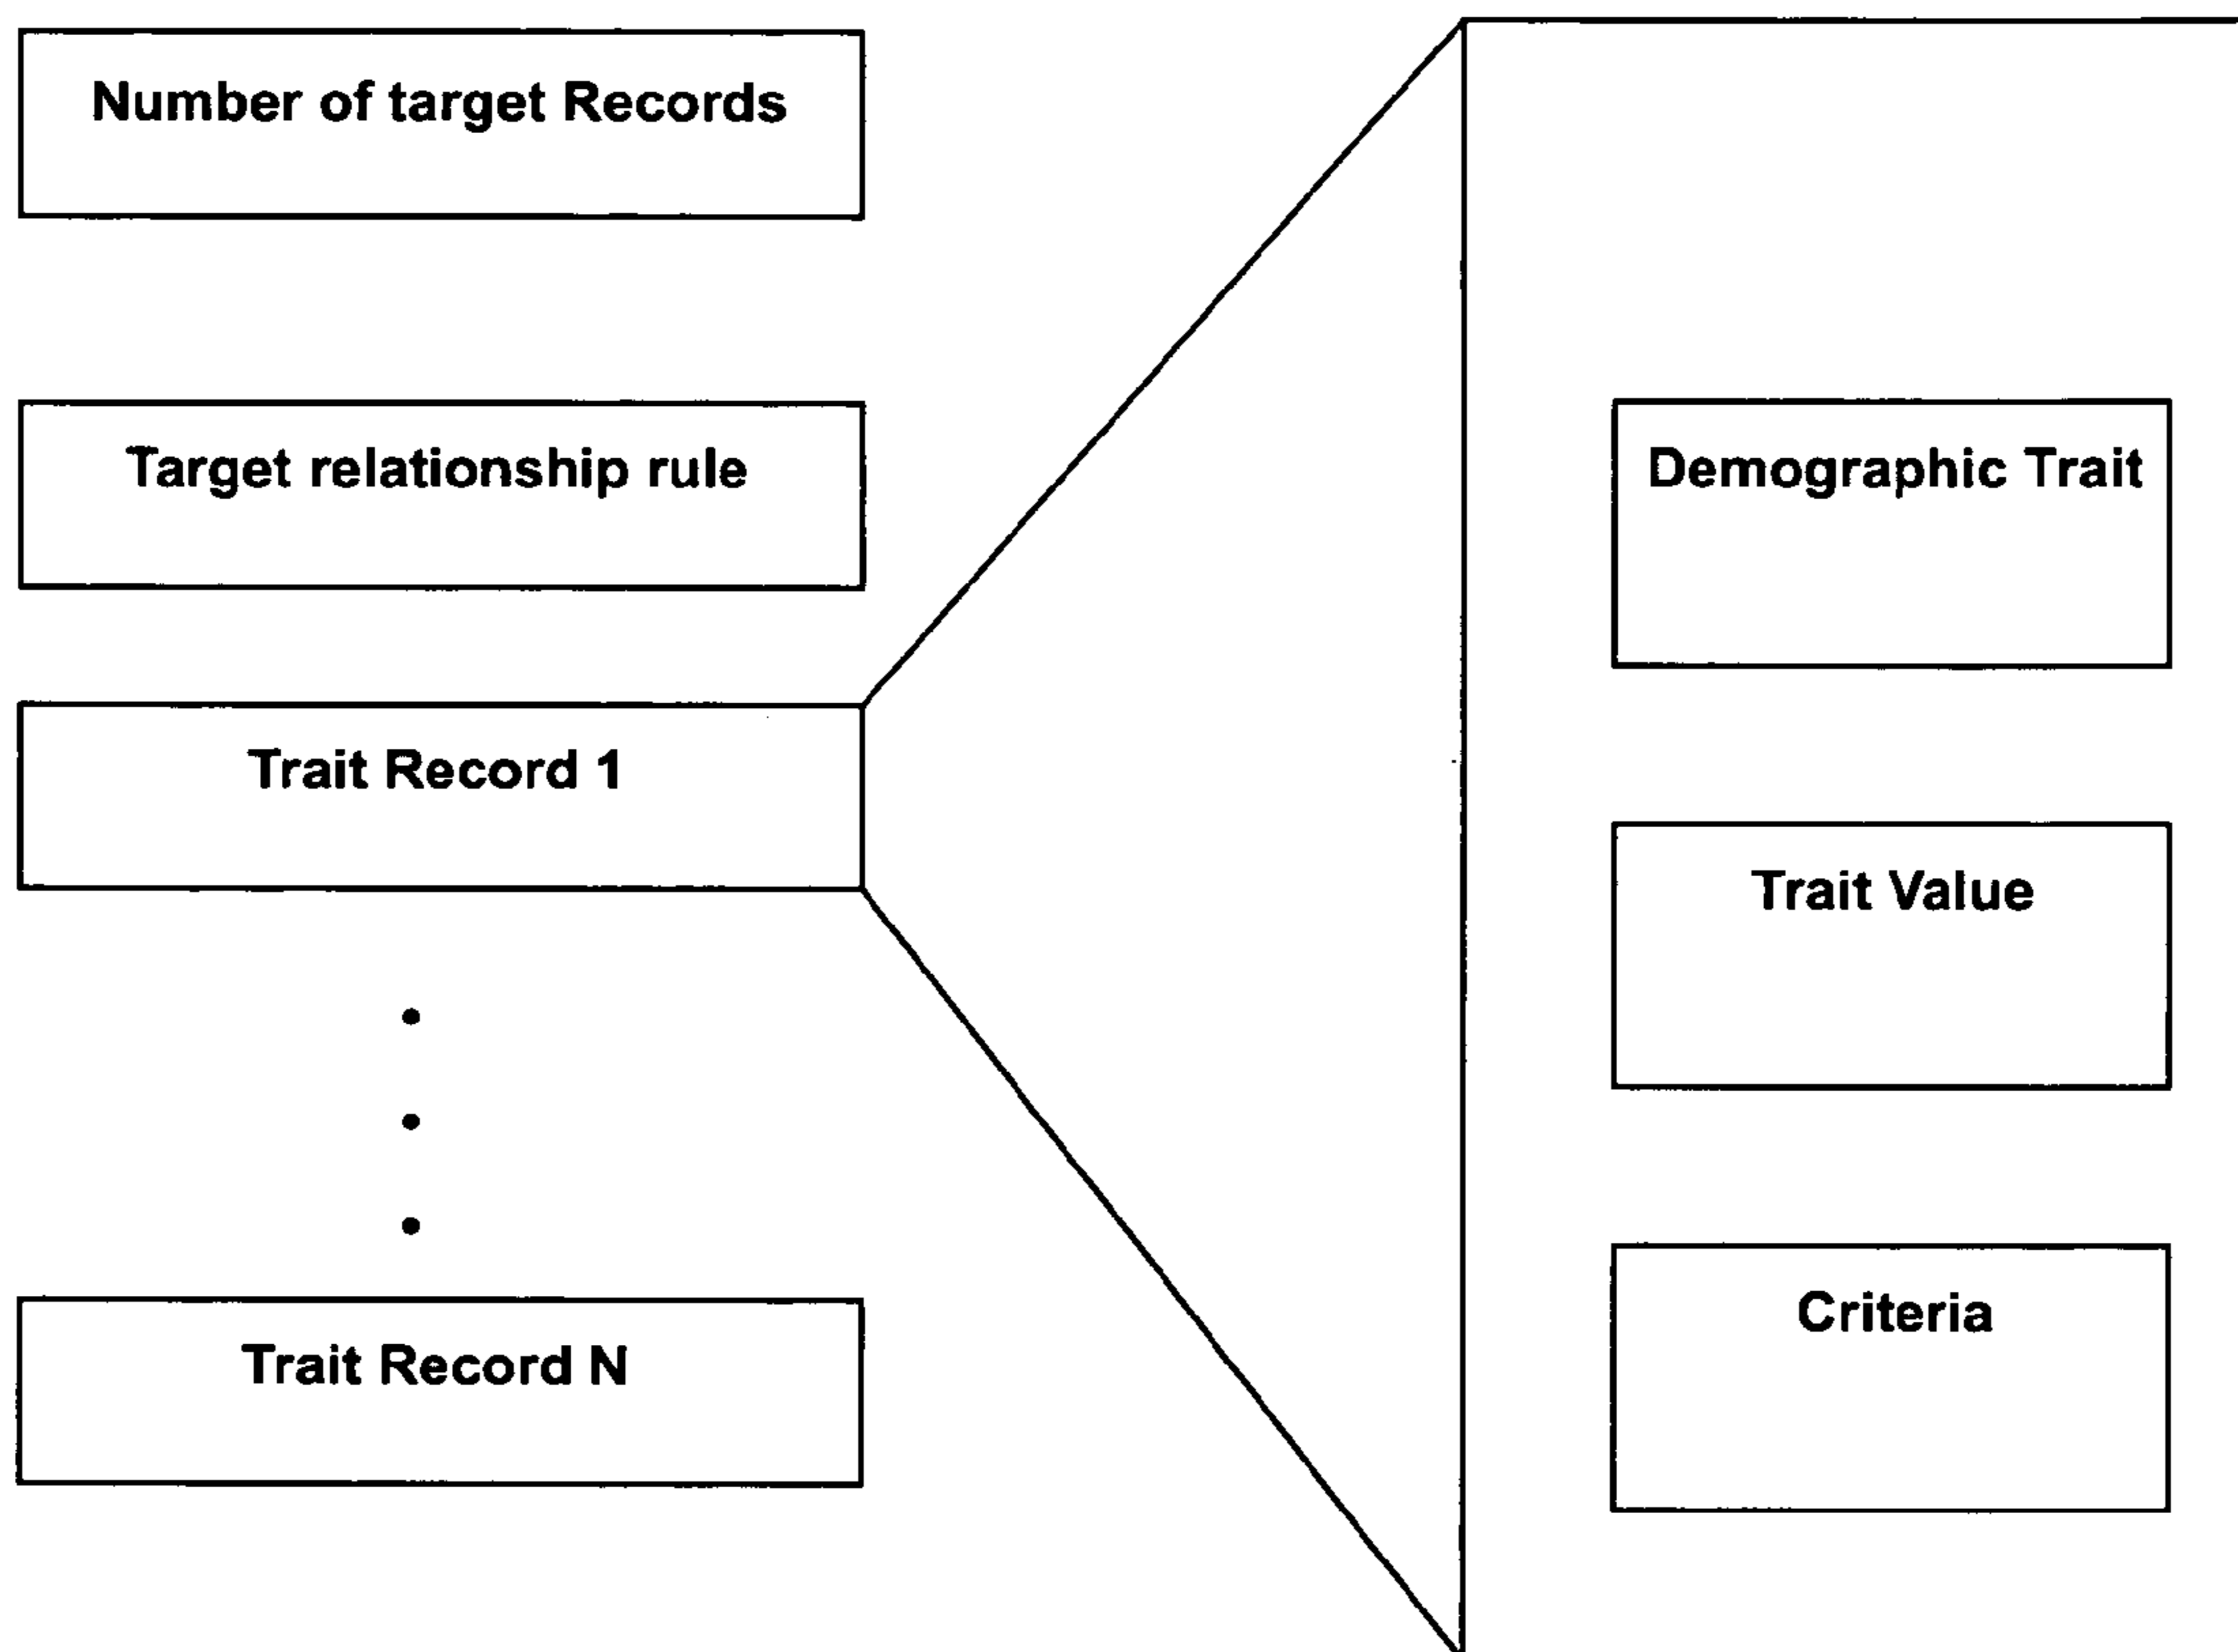 Number of target Records
Target relationship rule
Trait Record 1
Trait Record N
Demographic Trait
Trait Value
Criteria